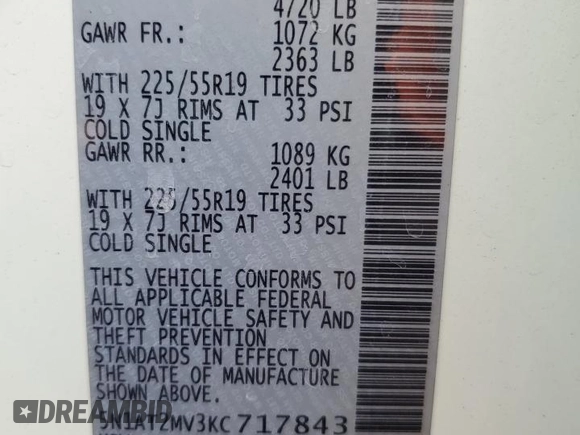 4720 LB
GAWR FR.: 1072 KG
2363 LB
WITH 225/55R19 TIRES
19 X 7J RIMS AT 33 PSI
COLD SINGLE
GAWR RR.: 1089 KG
2401 LB
WITH 225/55R19 TIRES
19 X 7J RIMS AT 33 PSI
COLD SINGLE
THIS VEHICLE CONFORMS TO
ALL APPLICABLE FEDERAL
MOTOR VEHICLE SAFETY AND
THEFT PREVENTION
STANDARDS IN EFFECT ON
THE DATE OF MANUFACTURE
SHOWN ABOVE.
5N1AT2MV3KC717843
DREAMBID